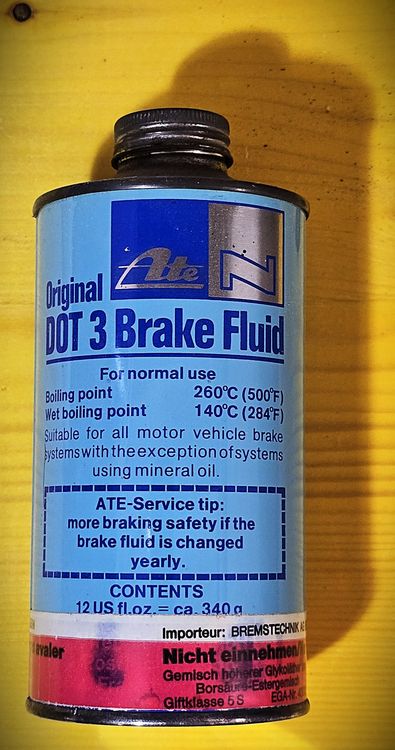 Ate N
Original
DOT 3 Brake Fluid
For normal use
Boiling point 260°C (500°F)
Wet boiling point 140°C (284°F)
Suitable for all motor vehicle brake
systems with the exception of systems
using mineral oil.
ATE-Service tip:
more braking safety if the
brake fluid is changed
yearly.
CONTENTS
12 US fl.oz. = ca. 340 g
Importeur: BREMSTECHNIK
avaler
Nicht einnehmen/
Gemisch höherer
Borsäure-Estergemisch
Giftklasse 5 S EGA-Nr.